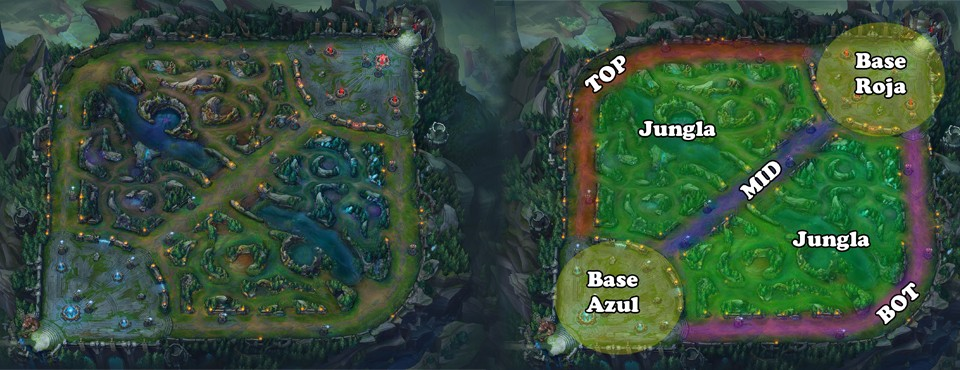 TOP
Base
Roja
Jungla
MID
Jungla
Base
Azul
BOT